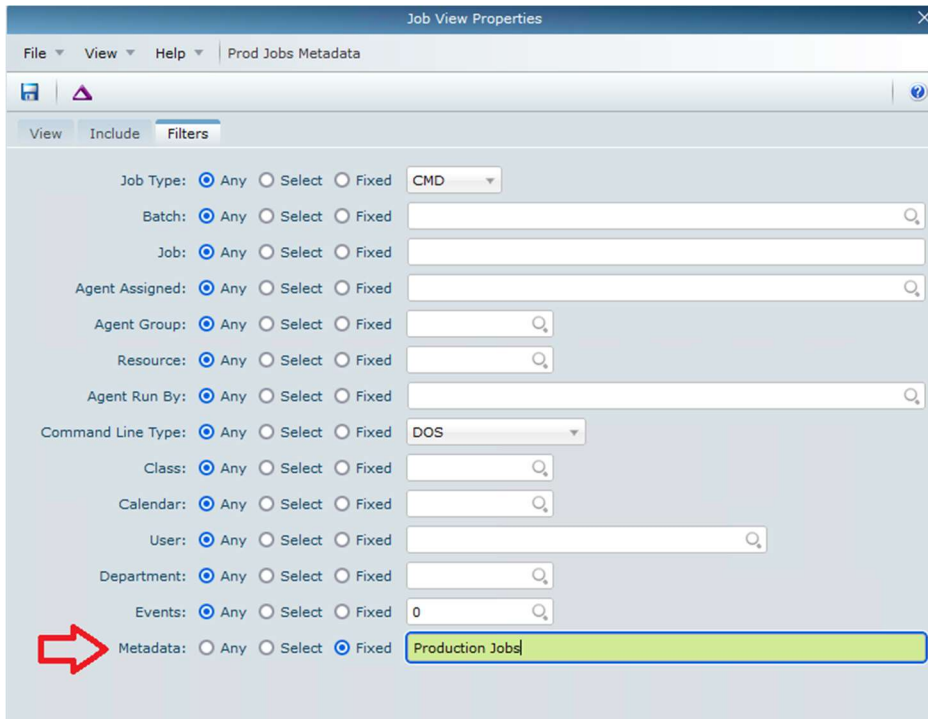 Job View Properties
File View Help Prod Jobs Metadata
View Include Filters
Job Type: Any Select Fixed CMD
Batch: Any Select Fixed
Job: Any Select Fixed
Agent Assigned: Any Select Fixed
Agent Group: Any Select Fixed
Resource: Any Select Fixed
Agent Run By: Any Select Fixed
Command Line Type: Any Select Fixed DOS
Class: Any Select Fixed
Calendar: Any Select Fixed
User: Any Select Fixed
Department: Any Select Fixed
Events: Any Select Fixed 0
Metadata: Any Select Fixed Production Jobs